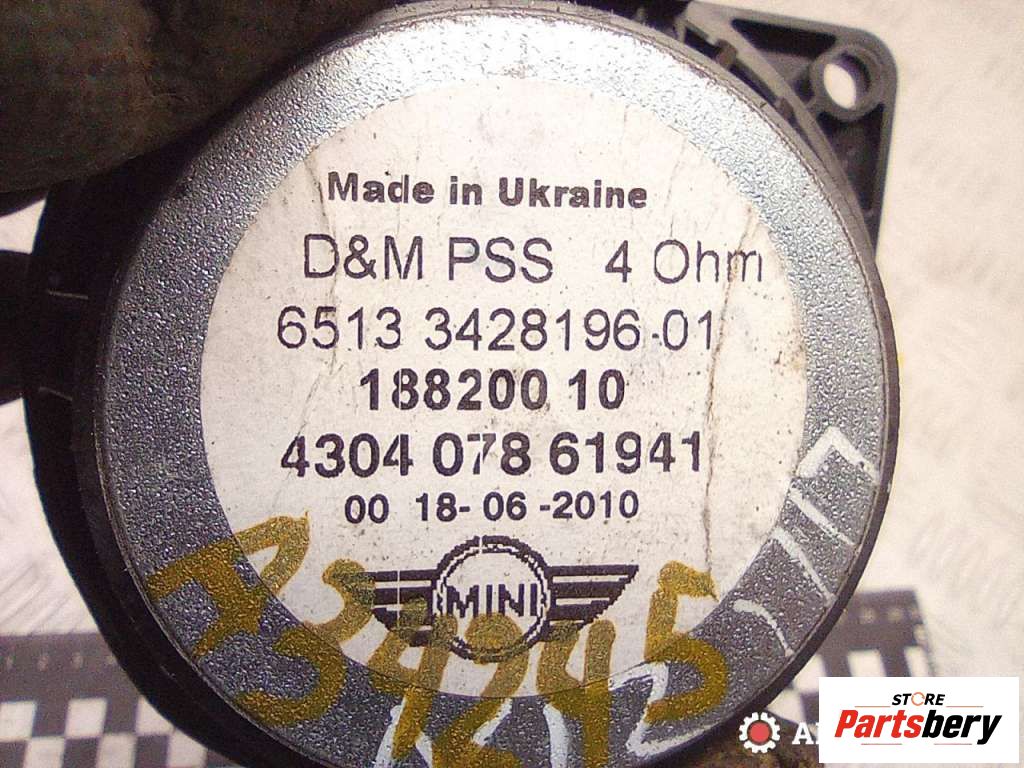 Made in Ukraine
D&M PSS 4 Ohm
6513 3428196-01
188200 10
4304 078 61941
00 18-06-2010
MINI
A334245
STORE
Partsbery